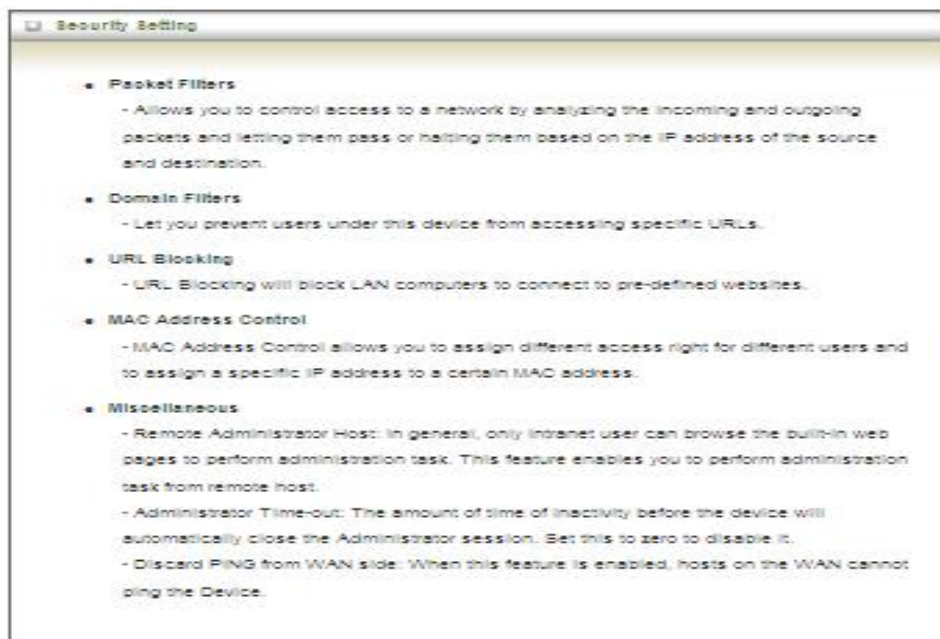 Security Setting
Packet Filters
- Allows you to control access to a network by analyzing the incoming and outgoing
packets and letting them pass or halting them based on the IP address of the source
and destination.
Domain Filters
- Let you prevent users under this device from accessing specific URLs.
URL Blocking
- URL Blocking will block LAN computers to connect to pre-defined websites.
MAC Address Control
- MAC Address Control allows you to assign different access right for different users and
to assign a specific IP address to a certain MAC address.
Miscellaneous
- Remote Administrator Host: In general, only Intranet user can browse the built-in web
pages to perform administration task. This feature enables you to perform administration
task from remote host.
- Administrator Time-out: The amount of time of inactivity before the device will
automatically close the Administrator session. Set this to zero to disable it.
- Discard PING from WAN side: When this feature is enabled, hosts on the WAN cannot
ping the Device.